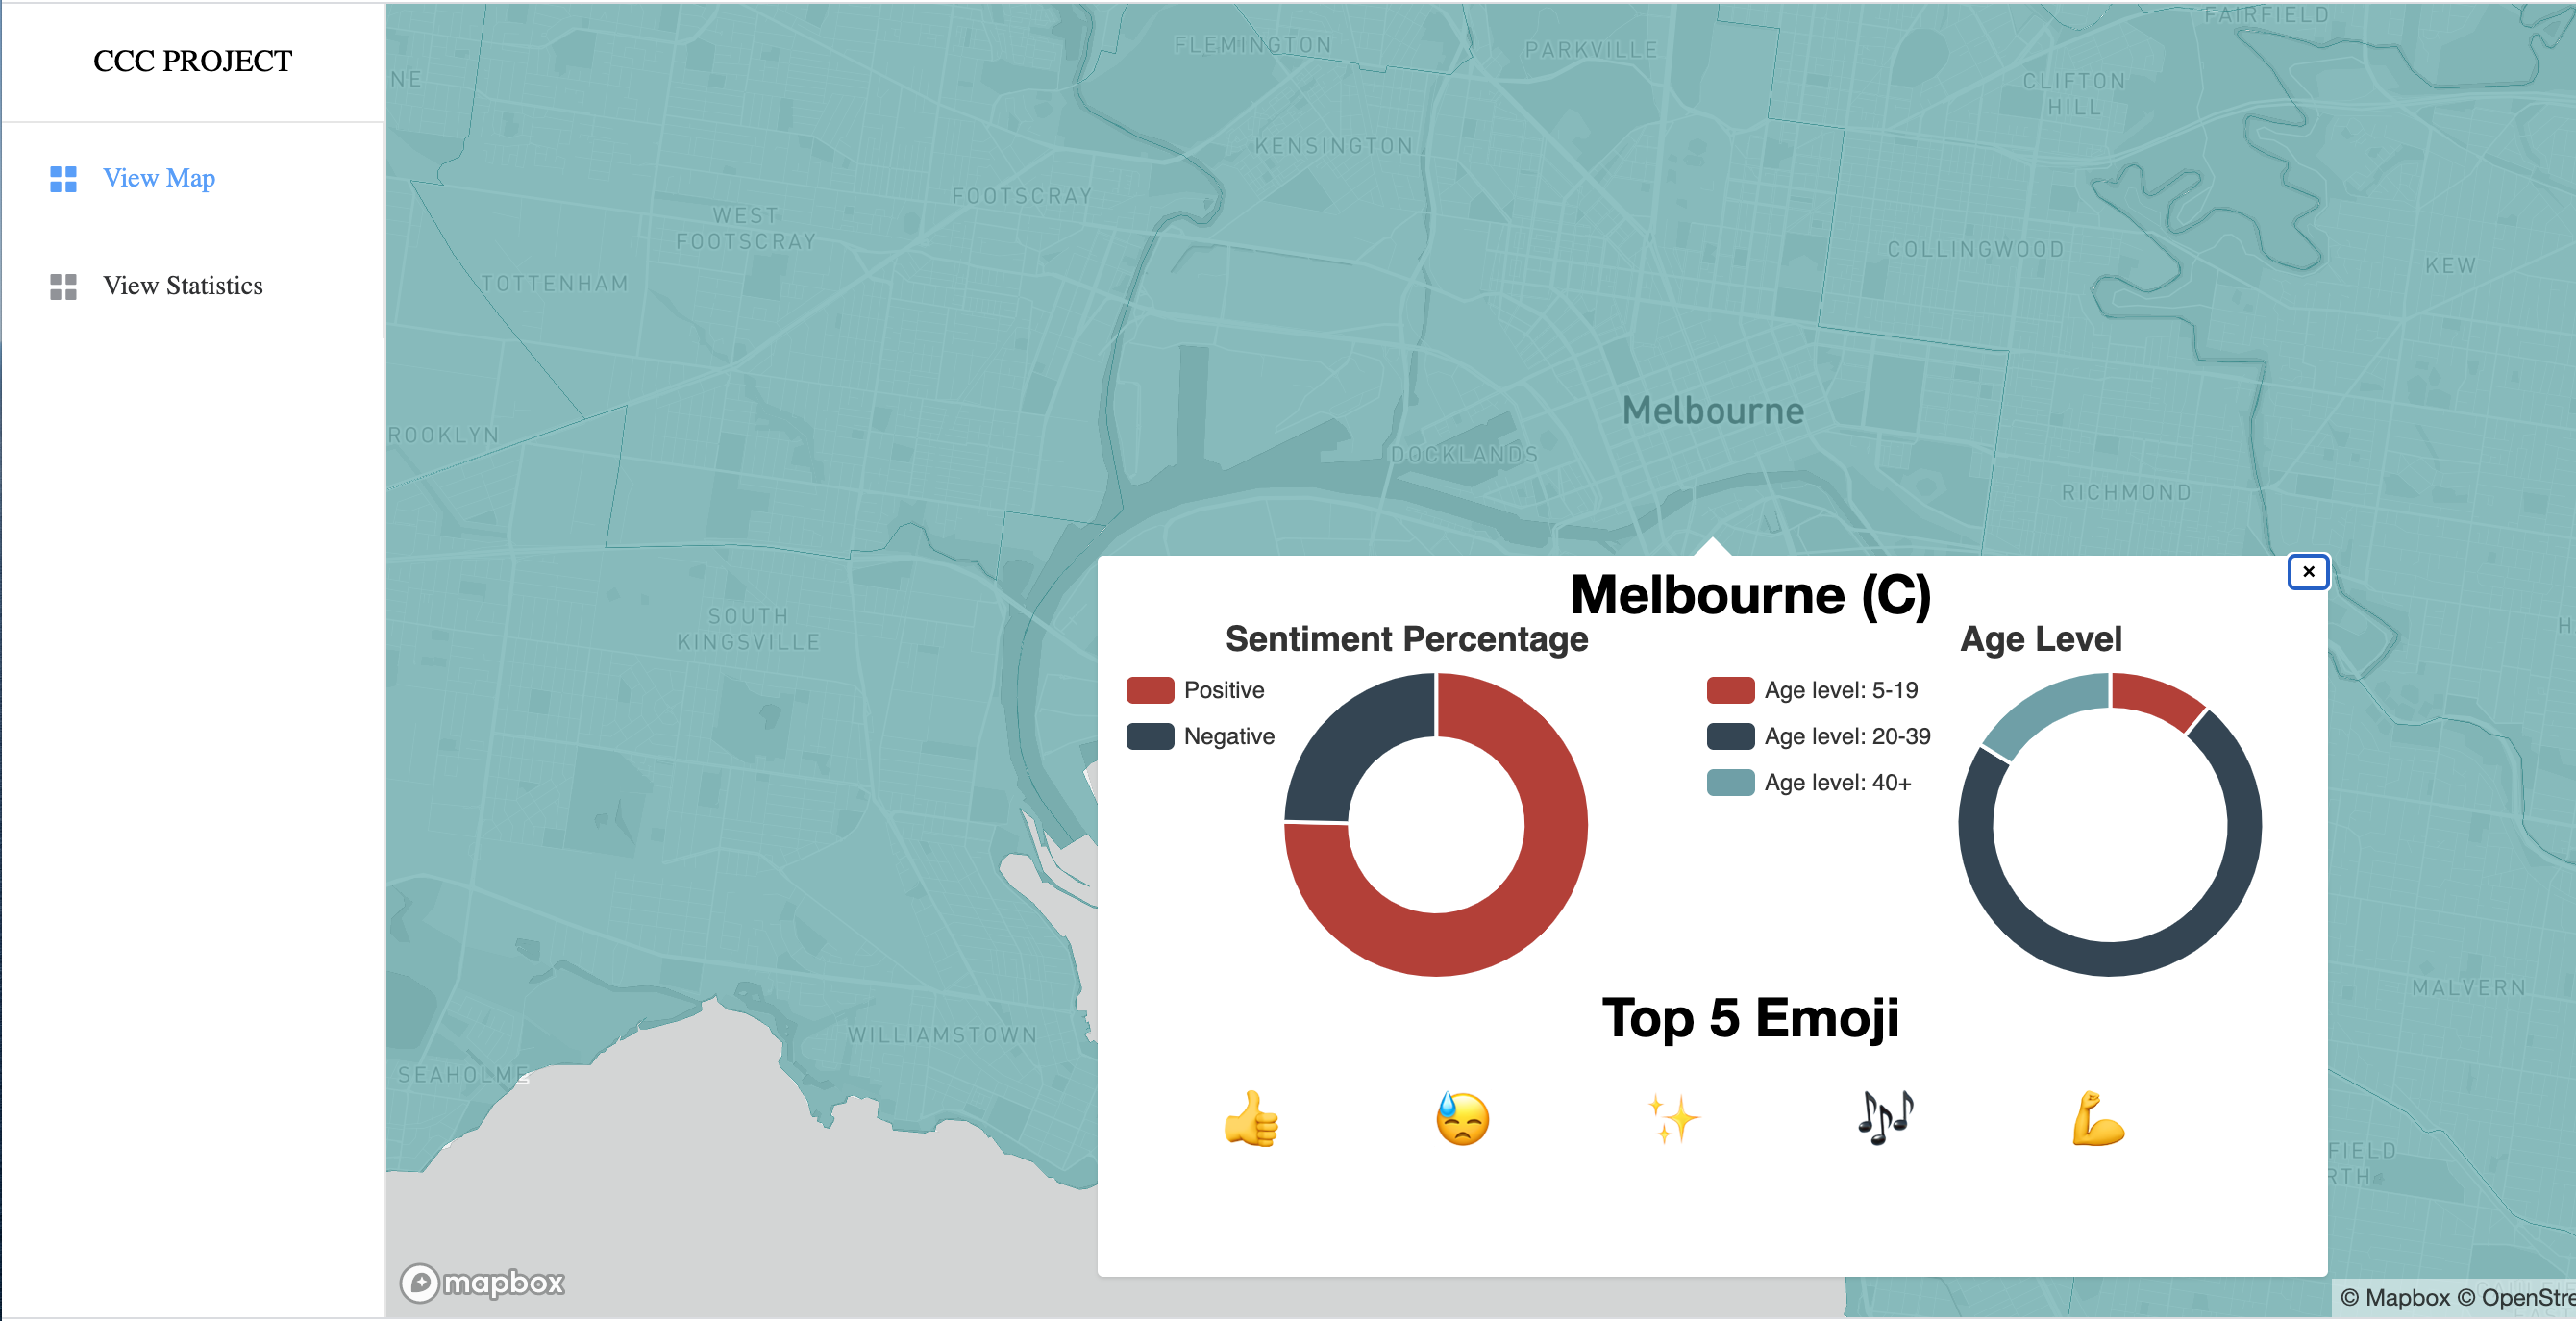 CCC PROJECT
View Map
View Statistics
FAIRFIELD
FLEMINGTON
PARKVILLE
NE
CLIFTON
HILL
KENSINGTON
FOOTSCRAY
WEST
FOOTSCRAY
COLLINGWOOD
KEW
TOTTENHAM
Melbourne
ROOKLYN
DOCKLANDS
RICHMOND
SOUTH
KINGSVILLE
H
Melbourne (C)
×
Sentiment Percentage
Positive
Negative
Age Level
Age level: 5-19
Age level: 20-39
Age level: 40+
Top 5 Emoji
👍 😓 ✨ 🎶 💪
MALVERN
WILLIAMSTOWN
SEAHOLME
FIELD
RTH
mapbox
© Mapbox © OpenStre